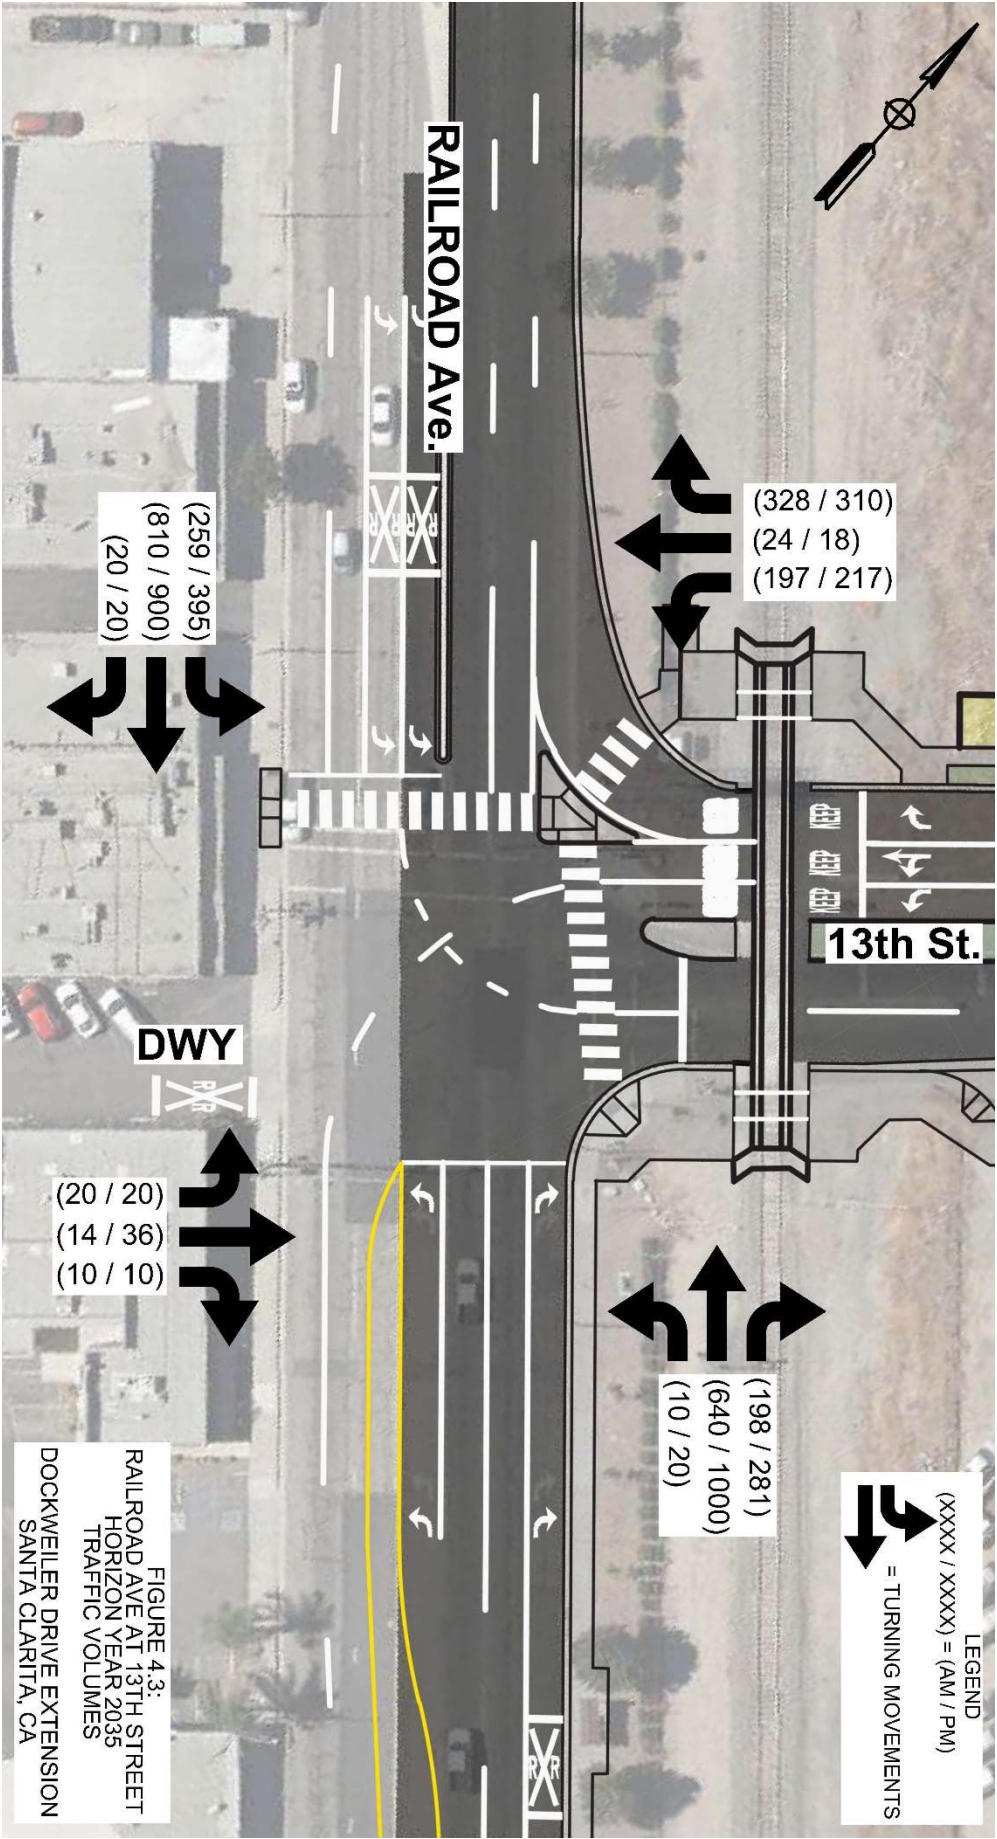 RAILROAD Ave.
(328 / 310)
(24 / 18)
(197 / 217)
(259 / 395)
(810 / 900)
(20 / 20)
KEEP
KEEP
KEEP
13th St.
DWY
R R
R R
R R
R R
(20 / 20)
(14 / 36)
(10 / 10)
(198 / 281)
(640 / 1000)
(10 / 20)
LEGEND
(XXXX / XXXX) = (AM / PM)
= TURNING MOVEMENTS
FIGURE 4.3:
RAILROAD AVE AT 13TH STREET
HORIZON YEAR 2035
TRAFFIC VOLUMES
DOCKWEILER DRIVE EXTENSION
SANTA CLARITA, CA